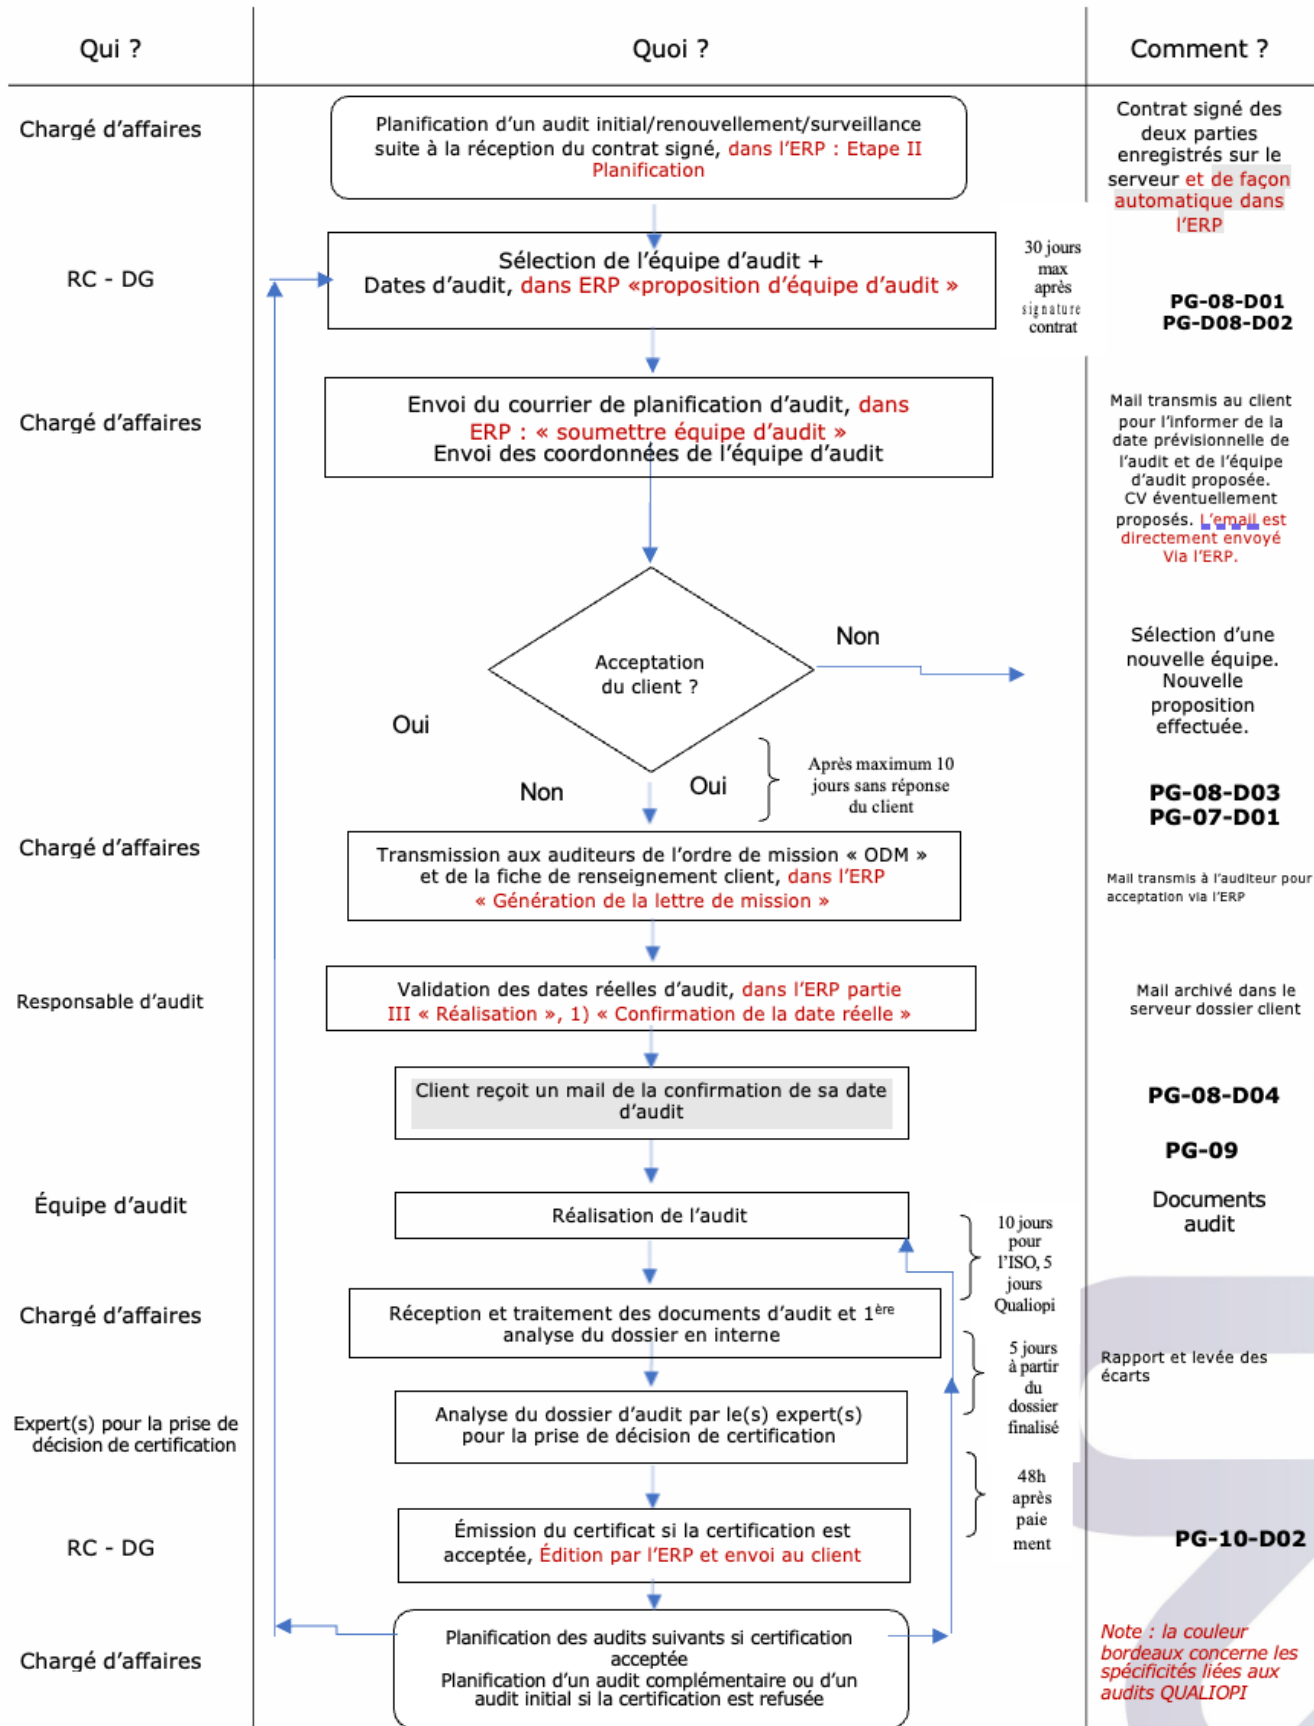 Qui ?
Quoi ?
Comment ?
Chargé d'affaires
Planification d'un audit initial/renouvellement/surveillance
suite à la réception du contrat signé, dans l'ERP : Etape II
Planification
Contrat signé des
deux parties
enregistrés sur le
serveur et de façon
automatique dans
l'ERP
RC - DG
Sélection de l'équipe d'audit +
Dates d'audit, dans ERP «proposition d'équipe d'audit »
30 jours
max
après
signature
contrat
PG-08-D01
PG-D08-D02
Chargé d'affaires
Envoi du courrier de planification d'audit, dans
ERP : « soumettre équipe d'audit »
Envoi des coordonnées de l'équipe d'audit
Mail transmis au client
pour l'informer de la
date prévisionnelle de
l'audit et de l'équipe
d'audit proposée.
CV éventuellement
proposés. L'email est
directement envoyé
Via l'ERP.
Acceptation
du client ?
Non
Sélection d'une
nouvelle équipe.
Nouvelle
proposition
effectuée.
Oui
Non
Oui
Après maximum 10
jours sans réponse
du client
PG-08-D03
PG-07-D01
Chargé d'affaires
Transmission aux auditeurs de l'ordre de mission « ODM »
et de la fiche de renseignement client, dans l'ERP
« Génération de la lettre de mission »
Mail transmis à l'auditeur pour
acceptation via l'ERP
Responsable d'audit
Validation des dates réelles d'audit, dans l'ERP partie
III « Réalisation », 1) « Confirmation de la date réelle »
Mail archivé dans le
serveur dossier client
Client reçoit un mail de la confirmation de sa date
d'audit
PG-08-D04
PG-09
Équipe d'audit
Réalisation de l'audit
Documents
audit
10 jours
pour
l'ISO, 5
jours
Qualiopi
Chargé d'affaires
Réception et traitement des documents d'audit et 1ère
analyse du dossier en interne
5 jours
à partir
du
dossier
finalisé
Rapport et levée des
écarts
Expert(s) pour la prise de
décision de certification
Analyse du dossier d'audit par le(s) expert(s)
pour la prise de décision de certification
48h
après
paie
ment
RC - DG
Émission du certificat si la certification est
acceptée, Édition par l'ERP et envoi au client
PG-10-D02
Chargé d'affaires
Planification des audits suivants si certification
acceptée
Planification d'un audit complémentaire ou d'un
audit initial si la certification est refusée
Note : la couleur
bordeaux concerne les
spécificités liées aux
audits QUALIOPI